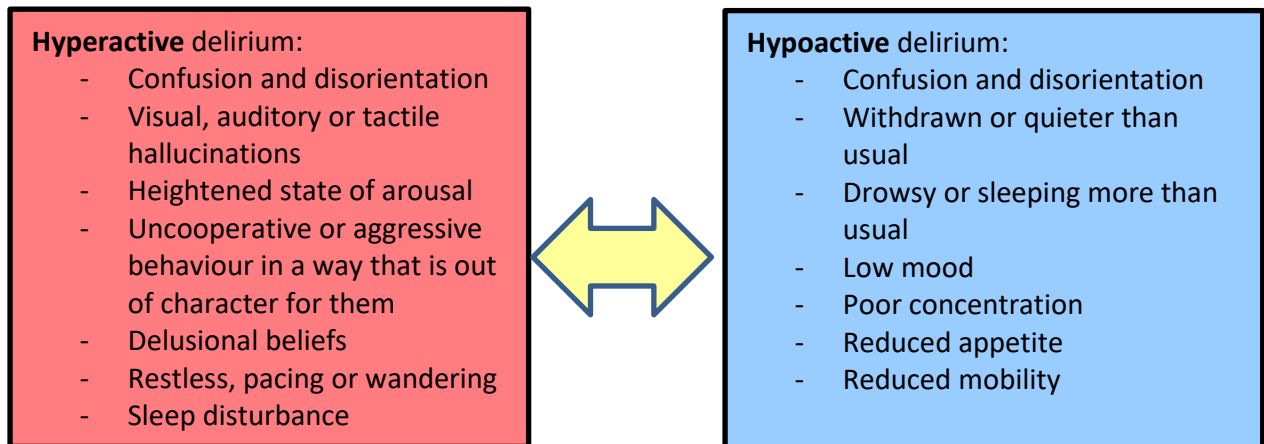 Hyperactive delirium:
- Confusion and disorientation
- Visual, auditory or tactile
hallucinations
- Heightened state of arousal
- Uncooperative or aggressive
behaviour in a way that is out
of character for them
- Delusional beliefs
- Restless, pacing or wandering
- Sleep disturbance
Hypoactive delirium:
- Confusion and disorientation
- Withdrawn or quieter than
usual
- Drowsy or sleeping more than
usual
- Low mood
- Poor concentration
- Reduced appetite
- Reduced mobility